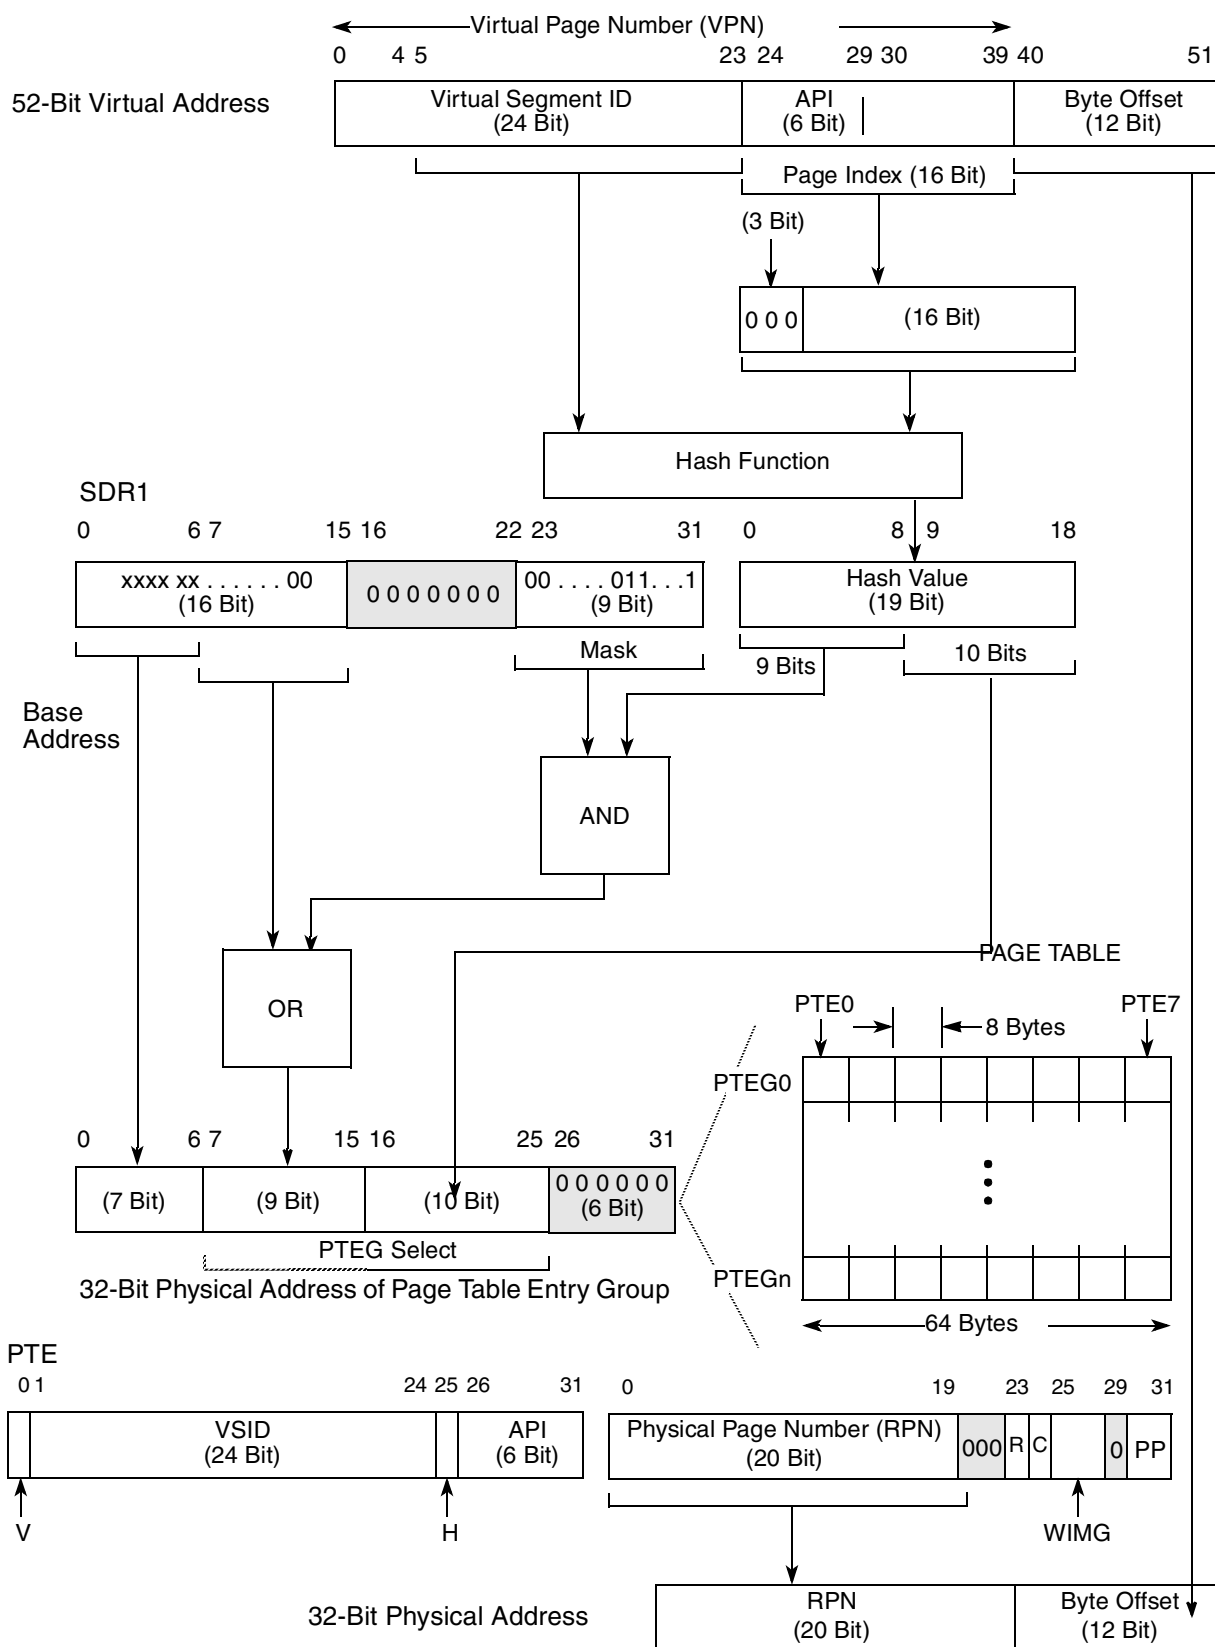 Virtual Page Number (VPN)
0 4 5 23 24 29 30 39 40 51
52-Bit Virtual Address
Virtual Segment ID
(24 Bit)
API
(6 Bit)
Byte Offset
(12 Bit)
Page Index (16 Bit)
(3 Bit)
0 0 0
(16 Bit)
Hash Function
SDR1
0 6 7 15 16 22 23 31
0 8 9 18
xxxx xx . . . . . . 00
(16 Bit)
0 0 0 0 0 0 0
00 . . . . 011. . .1
(9 Bit)
Hash Value
(19 Bit)
Mask
9 Bits
10 Bits
Base
Address
AND
OR
PAGE TABLE
PTE0
8 Bytes
PTE7
PTEG0
0 6 7 15 16 25 26 31
(7 Bit)
(9 Bit)
(10 Bit)
0 0 0 0 0 0
(6 Bit)
PTEG Select
32-Bit Physical Address of Page Table Entry Group
PTEGn
64 Bytes
PTE
0 1 24 25 26 31
0 19 23 25 29 31
VSID
(24 Bit)
API
(6 Bit)
Physical Page Number (RPN)
(20 Bit)
000
R
C
0
PP
V
H
WIMG
32-Bit Physical Address
RPN
(20 Bit)
Byte Offset
(12 Bit)